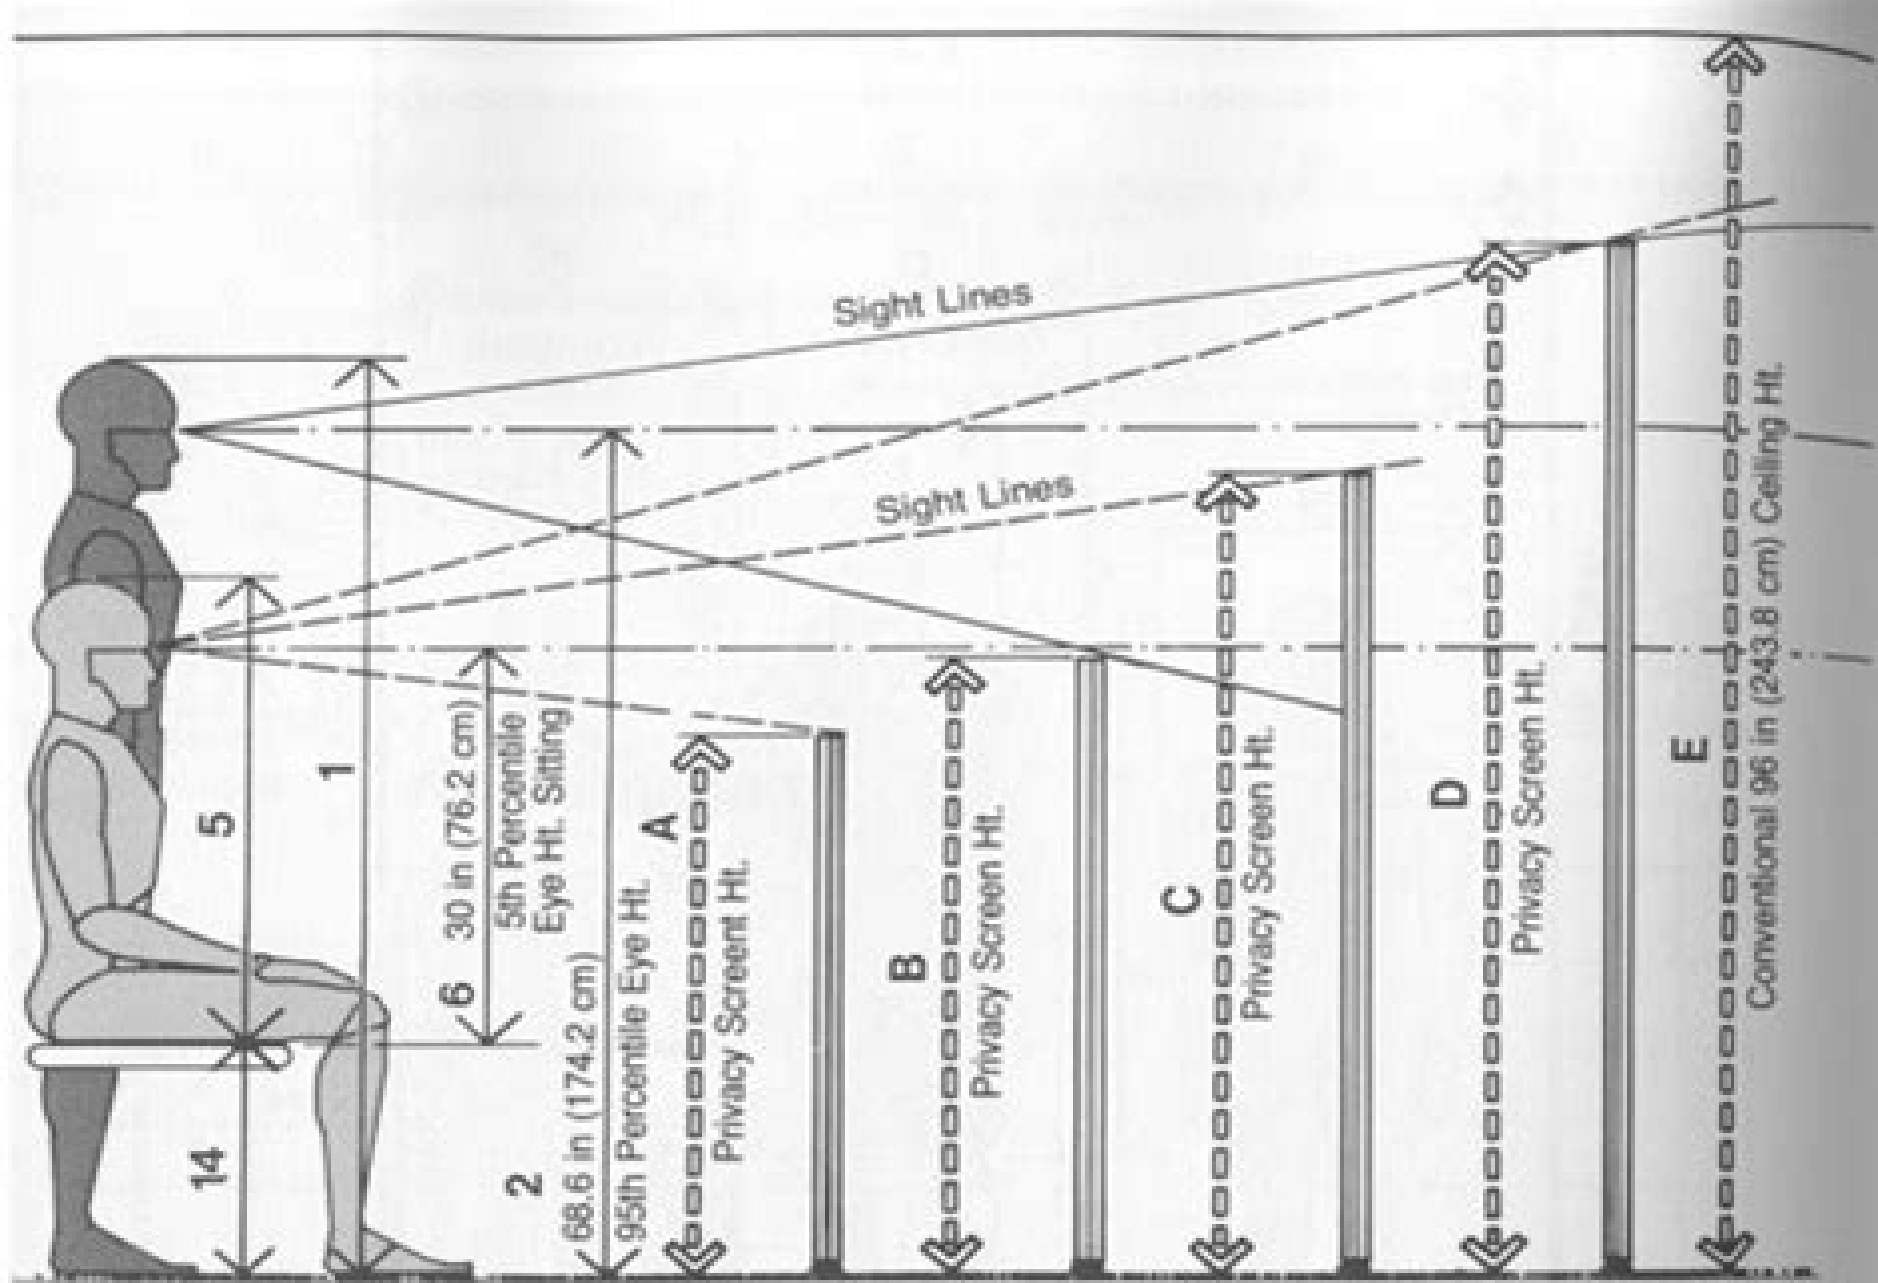 Sight Lines
Sight Lines
5
1
6
30 in (76.2 cm)
5th Percentile
Eye Ht. Sitting
14
2
68.6 in (174.2 cm)
95th Percentile Eye Ht.
A
Privacy Screent Ht.
B
Privacy Screen Ht.
C
Privacy Screen Ht.
D
Privacy Screen Ht.
E
Conventional 96 in (243.8 cm) Ceiling Ht.